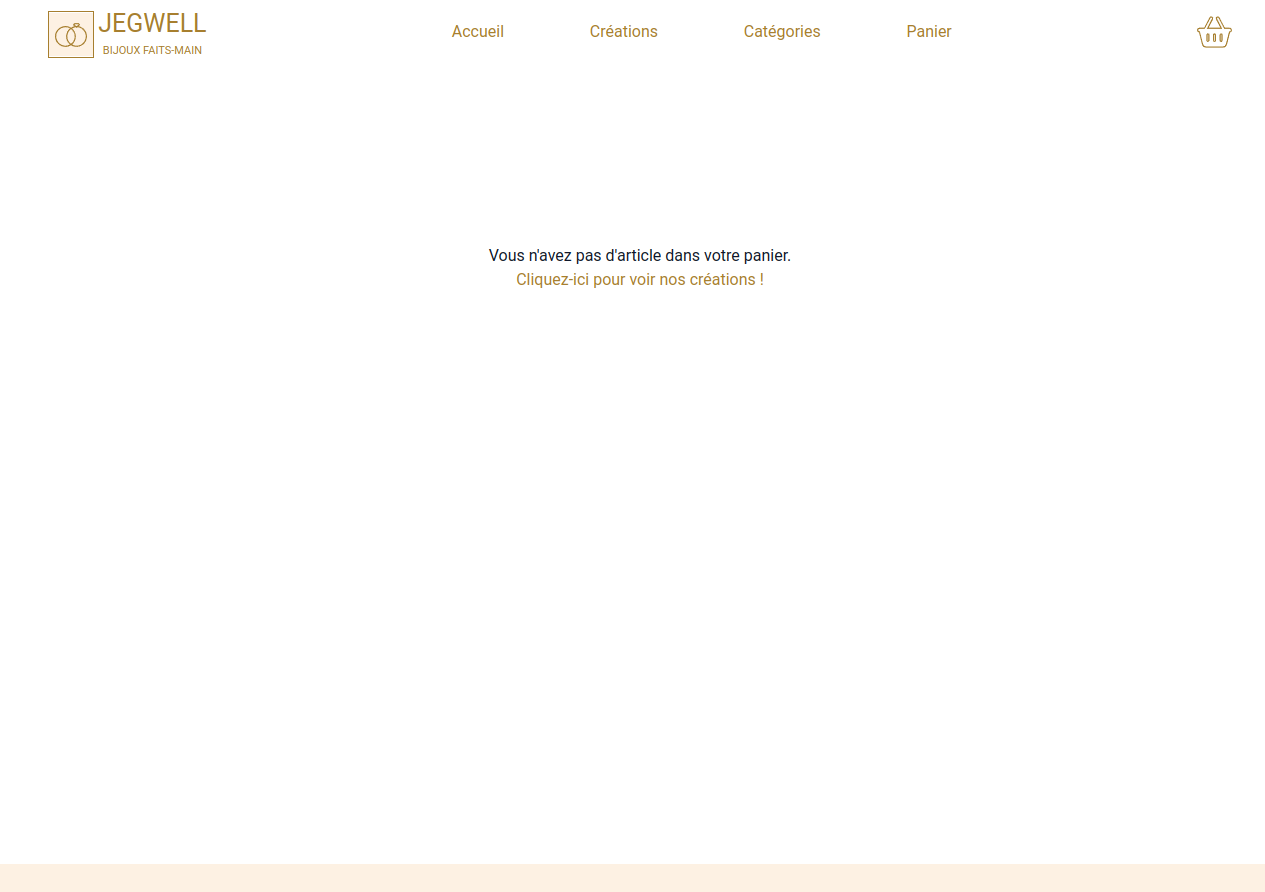 JEGWELL
BIJOUX FAITS-MAIN
Accueil
Créations
Catégories
Panier
Vous n'avez pas d'article dans votre panier.
Cliquez-ici pour voir nos créations !